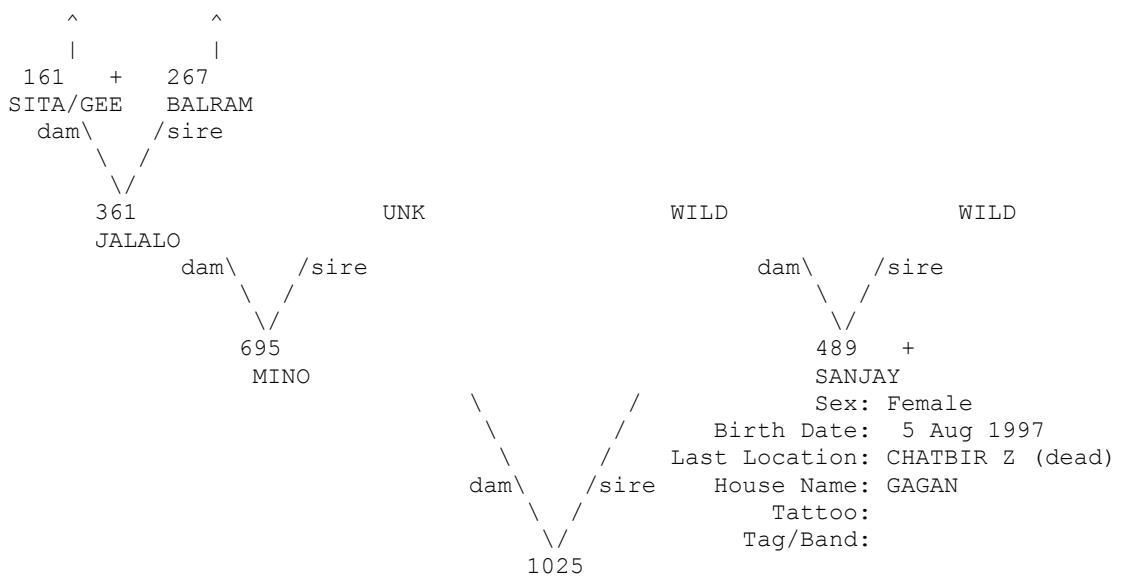 ^ ^
| |
161 + 267
SITA/GEE BALRAM
dam\ /sire
\ /
\/
361 UNK WILD WILD
JALALO
dam\ /sire dam\ /sire
\ / \ /
\/ \/
695 489 +
MINO SANJAY
\ / Sex: Female
\ / Birth Date: 5 Aug 1997
\ / Last Location: CHATBIR Z (dead)
dam\ /sire House Name: GAGAN
\ / Tattoo:
\/ Tag/Band:
1025